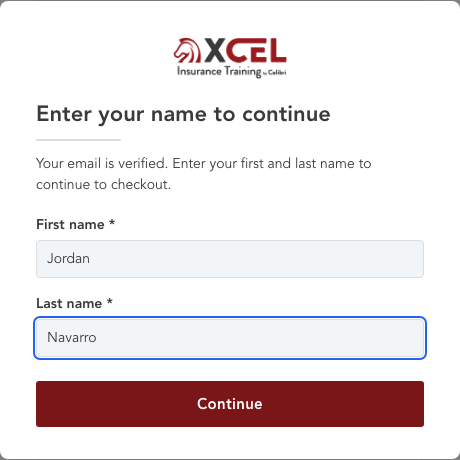 XCEL
Insurance Training by Colibri
Enter your name to continue
Your email is verified. Enter your first and last name to
continue to checkout.
First name *
Jordan
Last name *
Navarro
Continue